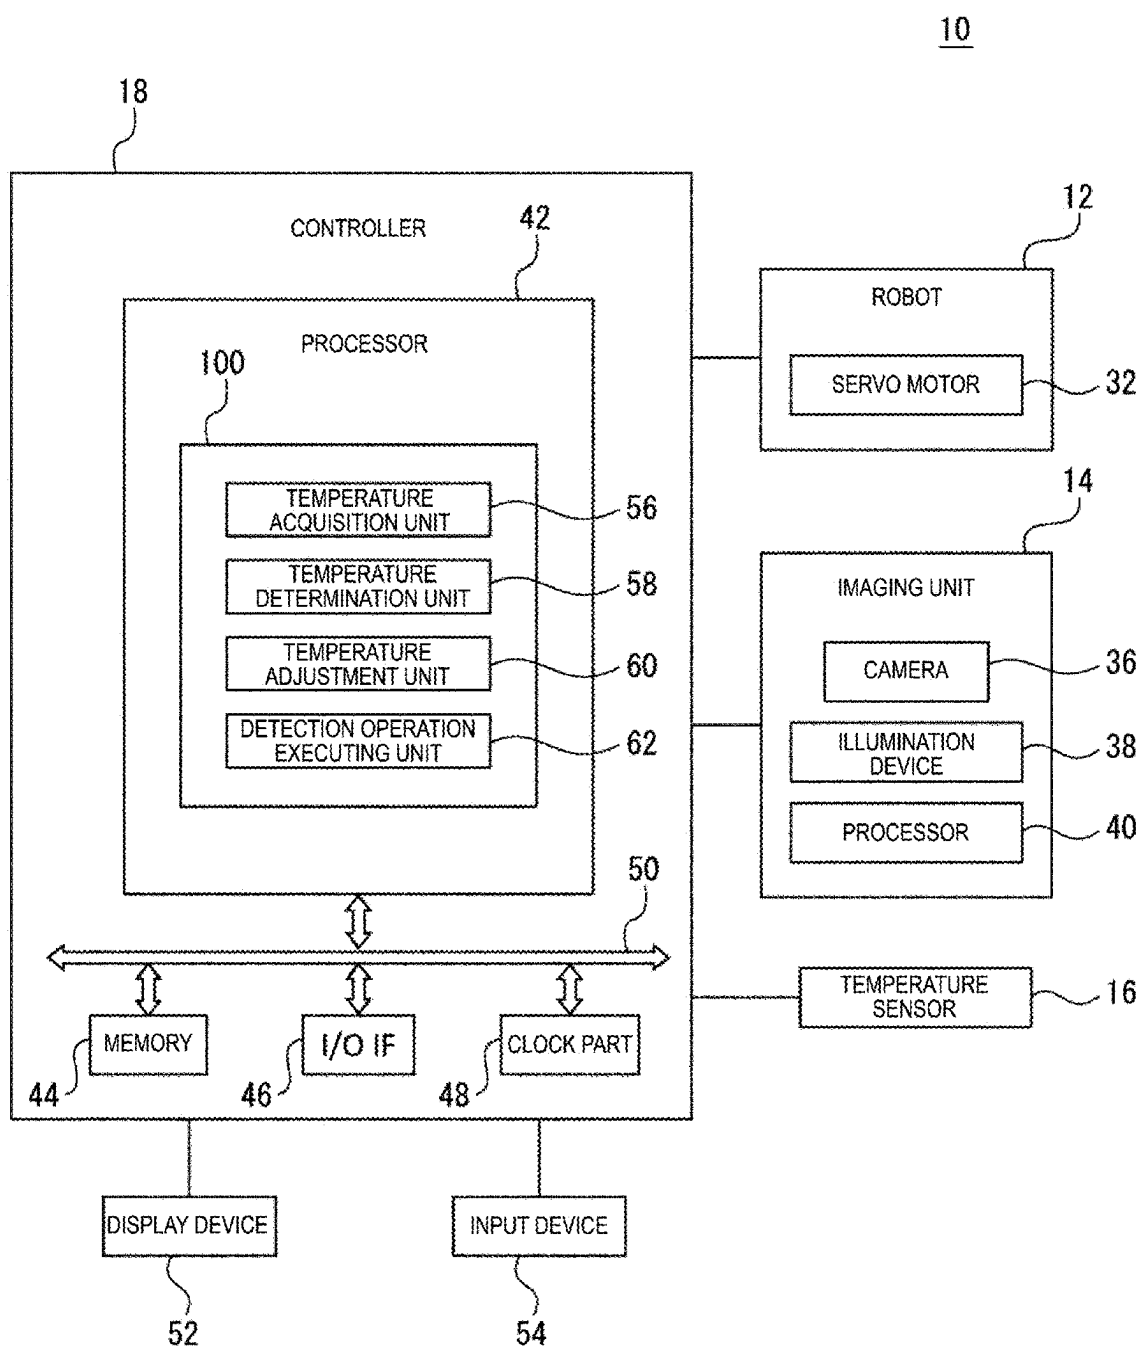 10
18
CONTROLLER
42
PROCESSOR
100
TEMPERATURE
ACQUISITION UNIT
56
TEMPERATURE
DETERMINATION UNIT
58
TEMPERATURE
ADJUSTMENT UNIT
60
DETECTION OPERATION
EXECUTING UNIT
62
50
MEMORY
44
I/O IF
46
CLOCK PART
48
12
ROBOT
SERVO MOTOR
32
14
IMAGING UNIT
CAMERA
36
ILLUMINATION
DEVICE
38
PROCESSOR
40
TEMPERATURE
SENSOR
16
DISPLAY DEVICE
52
INPUT DEVICE
54